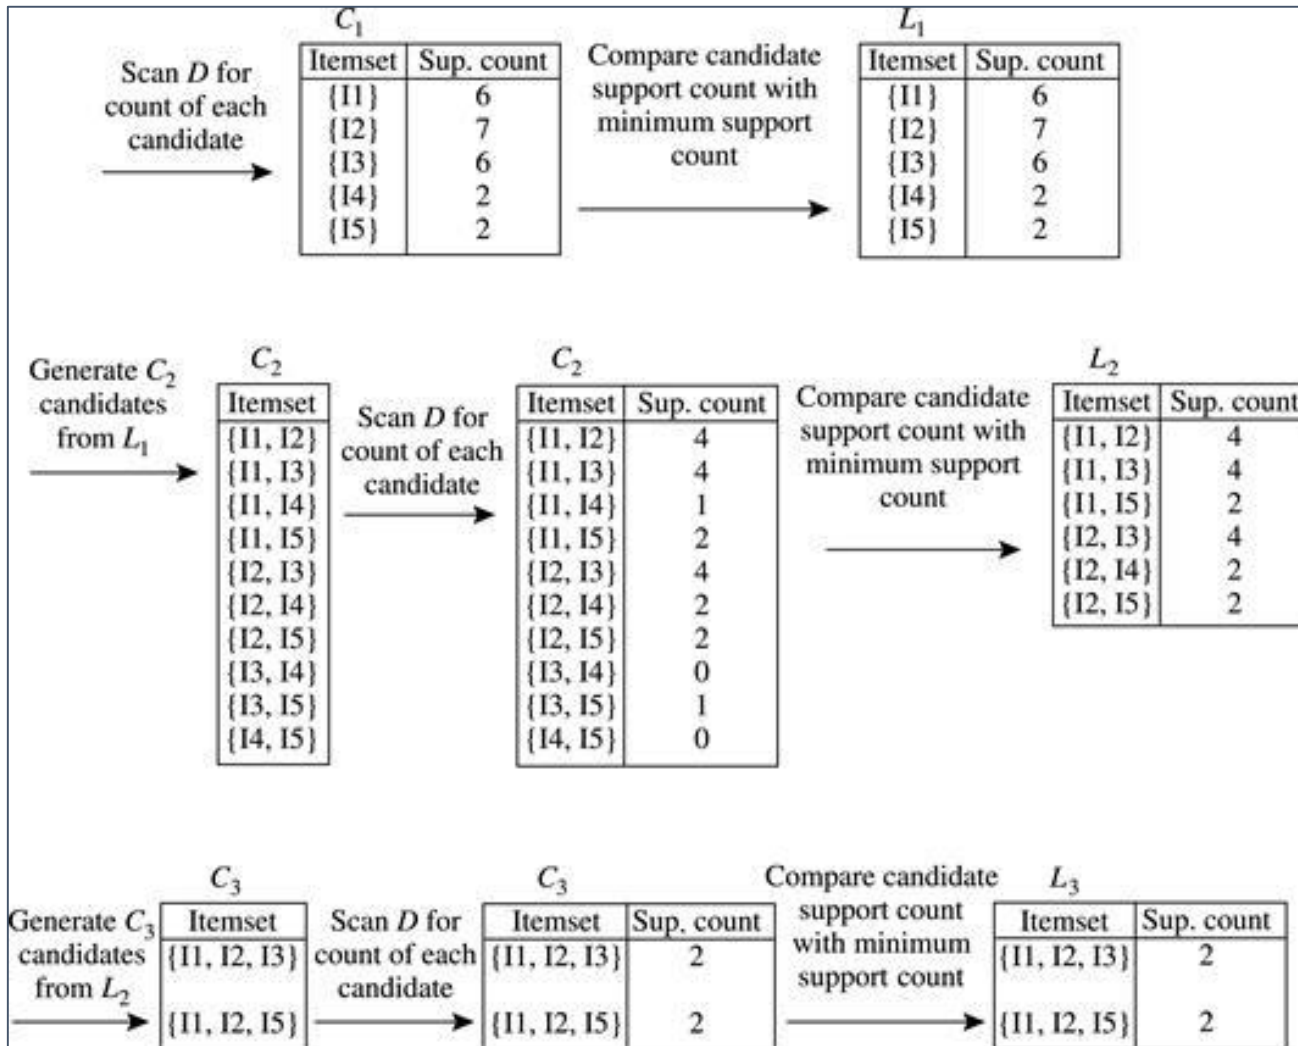 C1
L1
Scan D for
count of each
candidate
Itemset Sup. count
{I1} 6
{I2} 7
{I3} 6
{I4} 2
{I5} 2
Compare candidate
support count with
minimum support
count
Itemset Sup. count
{I1} 6
{I2} 7
{I3} 6
{I4} 2
{I5} 2
Generate C2
candidates
from L1
C2
Itemset
{I1, I2}
{I1, I3}
{I1, I4}
{I1, I5}
{I2, I3}
{I2, I4}
{I2, I5}
{I3, I4}
{I3, I5}
{I4, I5}
Scan D for
count of each
candidate
C2
Itemset Sup. count
{I1, I2} 4
{I1, I3} 4
{I1, I4} 1
{I1, I5} 2
{I2, I3} 4
{I2, I4} 2
{I2, I5} 2
{I3, I4} 0
{I3, I5} 1
{I4, I5} 0
Compare candidate
support count with
minimum support
count
L2
Itemset Sup. count
{I1, I2} 4
{I1, I3} 4
{I1, I5} 2
{I2, I3} 4
{I2, I4} 2
{I2, I5} 2
Generate C3
candidates
from L2
C3
Itemset
{I1, I2, I3}
{I1, I2, I5}
Scan D for
count of each
candidate
C3
Itemset Sup. count
{I1, I2, I3} 2
{I1, I2, I5} 2
Compare candidate
support count
with minimum
support count
L3
Itemset Sup. count
{I1, I2, I3} 2
{I1, I2, I5} 2